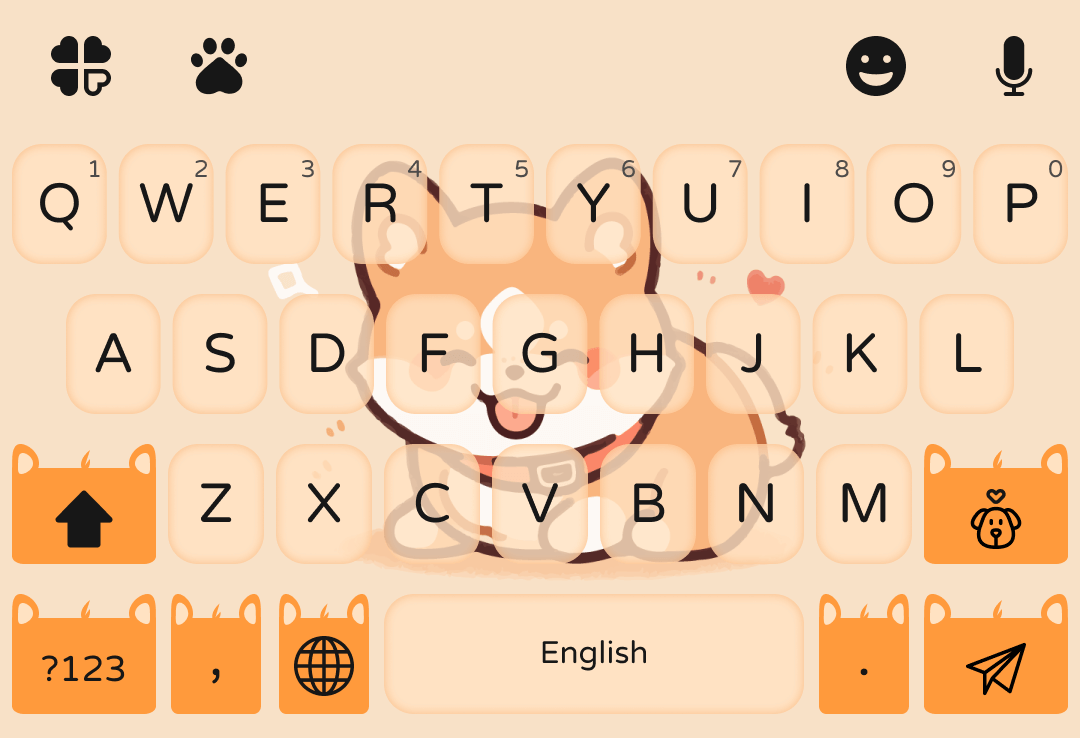 1 2 3 4 5 6 7 8 9 0
Q W E R T Y U I O P
A S D F G H J K L
Z X C V B N M
?123 , English .